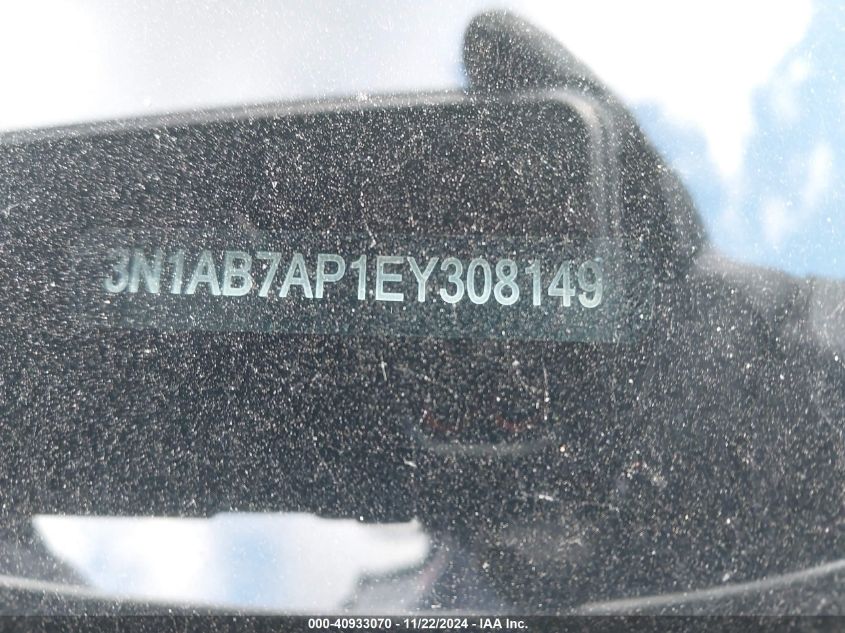 3N1AB7AP1EY308149
000-40933070 - 11/22/2024 - IAA Inc.